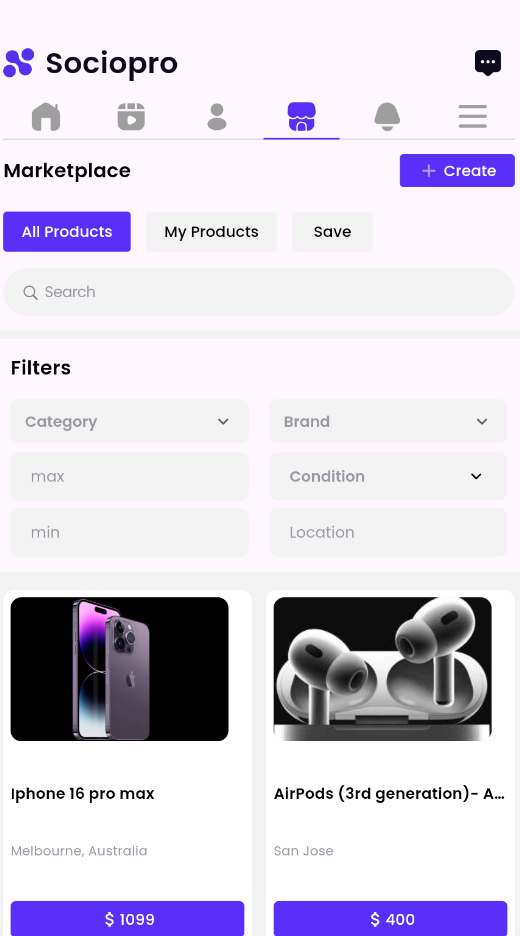 Sociopro
Marketplace
Create
All Products
My Products
Save
Search
Filters
Category
Brand
max
Condition
min
Location
Iphone 16 pro max
AirPods (3rd generation)- A...
Melbourne, Australia
San Jose
$ 1099
$ 400